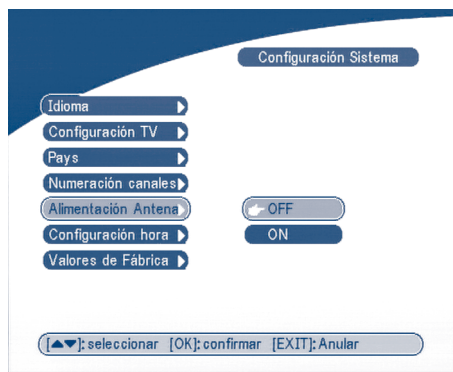 Configuración Sistema
Idioma
Configuración TV
Pays
Numeración canales
Alimentación Antena
OFF
Configuración hora
ON
Valores de Fábrica
[▲▼]: seleccionar [OK]: confirmar [EXIT]: Anular